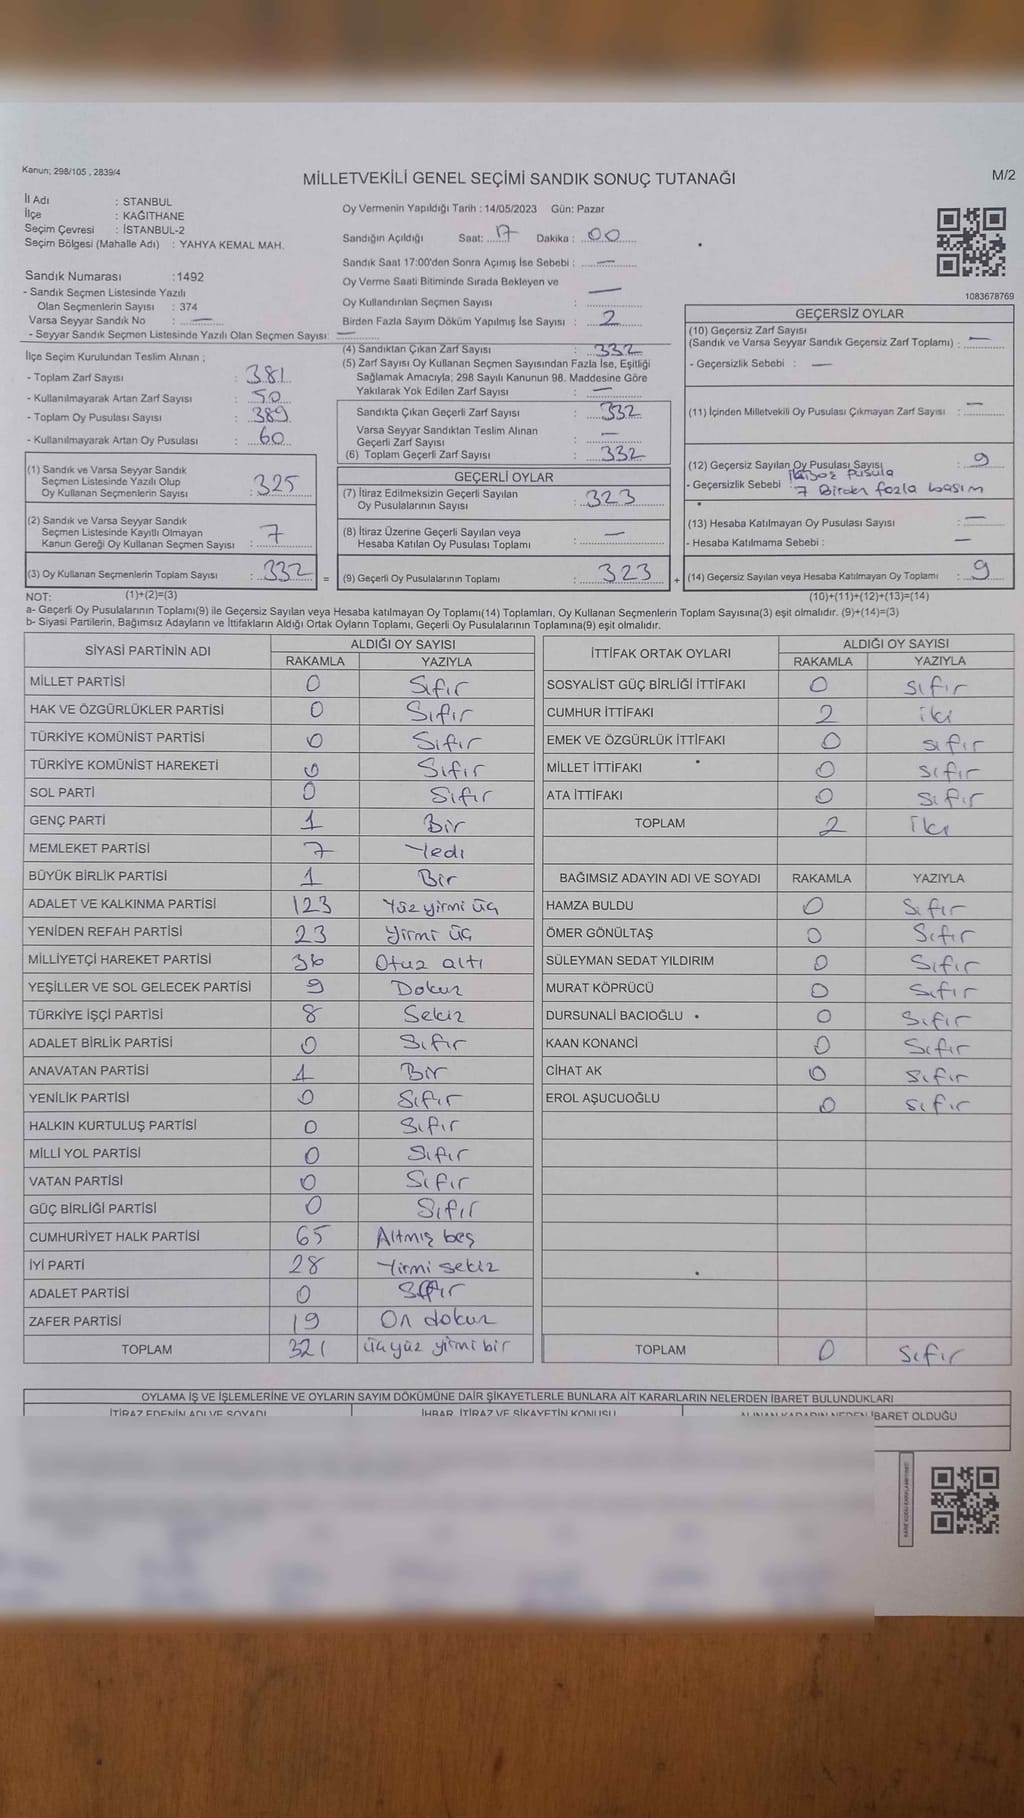 Kanun; 298/105 , 2839/4
MİLLETVEKİLİ GENEL SEÇİMİ SANDIK SONUÇ TUTANAĞI
M/2
İl Adı : STANBUL
İlçe : KAĞITHANE
Seçim Çevresi : İSTANBUL-2
Seçim Bölgesi (Mahalle Adı) : YAHYA KEMAL MAH.
Sandık Numarası :1492
- Sandık Seçmen Listesinde Yazılı
Olan Seçmenlerin Sayısı : 374
Varsa Seyyar Sandık No : —
- Seyyar Sandık Seçmen Listesinde Yazılı Olan Seçmen Sayısı: —
Oy Vermenin Yapıldığı Tarih : 14/05/2023 Gün: Pazar
Sandığın Açıldığı Saat: 17 Dakika : 00
Sandık Saat 17:00'den Sonra Açımış İse Sebebi : —
Oy Verme Saati Bitiminde Sırada Bekleyen ve
Oy Kullandırılan Seçmen Sayısı : —
Birden Fazla Sayım Döküm Yapılmış İse Sayısı : 2
1083678769
İlçe Seçim Kurulundan Teslim Alınan ;
- Toplam Zarf Sayısı : 381
- Kullanılmayarak Artan Zarf Sayısı : 50
- Toplam Oy Pusulası Sayısı : 389
- Kullanılmayarak Artan Oy Pusulası : 60
(1) Sandık ve Varsa Seyyar Sandık
Seçmen Listesinde Yazılı Olup
Oy Kullanan Seçmenlerin Sayısı : 325
(2) Sandık ve Varsa Seyyar Sandık
Seçmen Listesinde Kayıtlı Olmayan
Kanun Gereği Oy Kullanan Seçmen Sayısı : 7
(3) Oy Kullanan Seçmenlerin Toplam Sayısı : 332 =
(4) Sandıktan Çıkan Zarf Sayısı : 332
(5) Zarf Sayısı Oy Kullanan Seçmen Sayısından Fazla İse, Eşitliği
Sağlamak Amacıyla; 298 Sayılı Kanunun 98. Maddesine Göre
Yakılarak Yok Edilen Zarf Sayısı : —
Sandıkta Çıkan Geçerli Zarf Sayısı : 332
Varsa Seyyar Sandıktan Teslim Alınan
Geçerli Zarf Sayısı : —
(6) Toplam Geçerli Zarf Sayısı : 332
GEÇERLİ OYLAR
(7) İtiraz Edilmeksizin Geçerli Sayılan
Oy Pusulalarının Sayısı : 323
(8) İtiraz Üzerine Geçerli Sayılan veya
Hesaba Katılan Oy Pusulası Toplamı : —
(9) Geçerli Oy Pusulalarının Toplamı : 323 +
GEÇERSİZ OYLAR
(10) Geçersiz Zarf Sayısı
(Sandık ve Varsa Seyyar Sandık Geçersiz Zarf Toplamı) : —
- Geçersizlik Sebebi : —
(11) İçinden Milletvekili Oy Pusulası Çıkmayan Zarf Sayısı : —
(12) Geçersiz Sayılan Oy Pusulası Sayısı : 9
pusula
- Geçersizlik Sebebi : 7 Birden fazla basım
(13) Hesaba Katılmayan Oy Pusulası Sayısı : —
- Hesaba Katılmama Sebebi : —
(14) Geçersiz Sayılan veya Hesaba Katılmayan Oy Toplamı : 9
NOT: (1)+(2)=(3) (10)+(11)+(12)+(13)=(14)
a- Geçerli Oy Pusulalarının Toplamı(9) ile Geçersiz Sayılan veya Hesaba katılmayan Oy Toplamı(14) Toplamları, Oy Kullanan Seçmenlerin Toplam Sayısına(3) eşit olmalıdır. (9)+(14)=(3)
b- Siyasi Partilerin, Bağımsız Adayların ve İttifakların Aldığı Ortak Oyların Toplamı, Geçerli Oy Pusulalarının Toplamına(9) eşit olmalıdır.
SİYASİ PARTİNİN ADI ALDIĞI OY SAYISI
RAKAMLA YAZIYLA
MİLLET PARTİSİ 0 Sıfır
HAK VE ÖZGÜRLÜKLER PARTİSİ 0 Sıfır
TÜRKİYE KOMÜNİST PARTİSİ 0 Sıfır
TÜRKİYE KOMÜNİST HAREKETİ 0 Sıfır
SOL PARTİ 0 Sıfır
GENÇ PARTİ 1 Bir
MEMLEKET PARTİSİ 7 Yedi
BÜYÜK BİRLİK PARTİSİ 1 Bir
ADALET VE KALKINMA PARTİSİ 123 Yüz yirmi üç
YENİDEN REFAH PARTİSİ 23 Yirmi üç
MİLLİYETÇİ HAREKET PARTİSİ 36 Otuz altı
YEŞİLLER VE SOL GELECEK PARTİSİ 9 Dokuz
TÜRKİYE İŞÇİ PARTİSİ 8 Sekiz
ADALET BİRLİK PARTİSİ 0 Sıfır
ANAVATAN PARTİSİ 1 Bir
YENİLİK PARTİSİ 0 Sıfır
HALKIN KURTULUŞ PARTİSİ 0 Sıfır
MİLLİ YOL PARTİSİ 0 Sıfır
VATAN PARTİSİ 0 Sıfır
GÜÇ BİRLİĞİ PARTİSİ 0 Sıfır
CUMHURİYET HALK PARTİSİ 65 Altmış beş
İYİ PARTİ 28 Yirmi sekiz
ADALET PARTİSİ 0 Sıfır
ZAFER PARTİSİ 19 On dokuz
TOPLAM 321 üçyüz yirmi bir
İTTİFAK ORTAK OYLARI ALDIĞI OY SAYISI
RAKAMLA YAZIYLA
SOSYALİST GÜÇ BİRLİĞİ İTTİFAKI 0 sıfır
CUMHUR İTTİFAKI 2 iki
EMEK VE ÖZGÜRLÜK İTTİFAKI 0 sıfır
MİLLET İTTİFAKI 0 sıfır
ATA İTTİFAKI 0 sıfır
TOPLAM 2 iki
BAĞIMSIZ ADAYIN ADI VE SOYADI RAKAMLA YAZIYLA
HAMZA BULDU 0 Sıfır
ÖMER GÖNÜLTAŞ 0 Sıfır
SÜLEYMAN SEDAT YILDIRIM 0 Sıfır
MURAT KÖPRÜCÜ 0 Sıfır
DURSUNALİ BACIOĞLU 0 Sıfır
KAAN KONANCİ 0 Sıfır
CİHAT AK 0 Sıfır
EROL AŞUCUOĞLU 0 sıfır
TOPLAM 0 Sıfır
OYLAMA İŞ VE İŞLEMLERİNE VE OYLARIN SAYIM DÖKÜMÜNE DAİR ŞİKAYETLERLE BUNLARA AİT KARARLARIN NELERDEN İBARET BULUNDUKLARI
İTİRAZ EDENİN ADI VE SOYADI İHBAR, İTİRAZ VE ŞİKAYETİN KONUSU ALINAN KARARIN NEDEN İBARET OLDUĞU